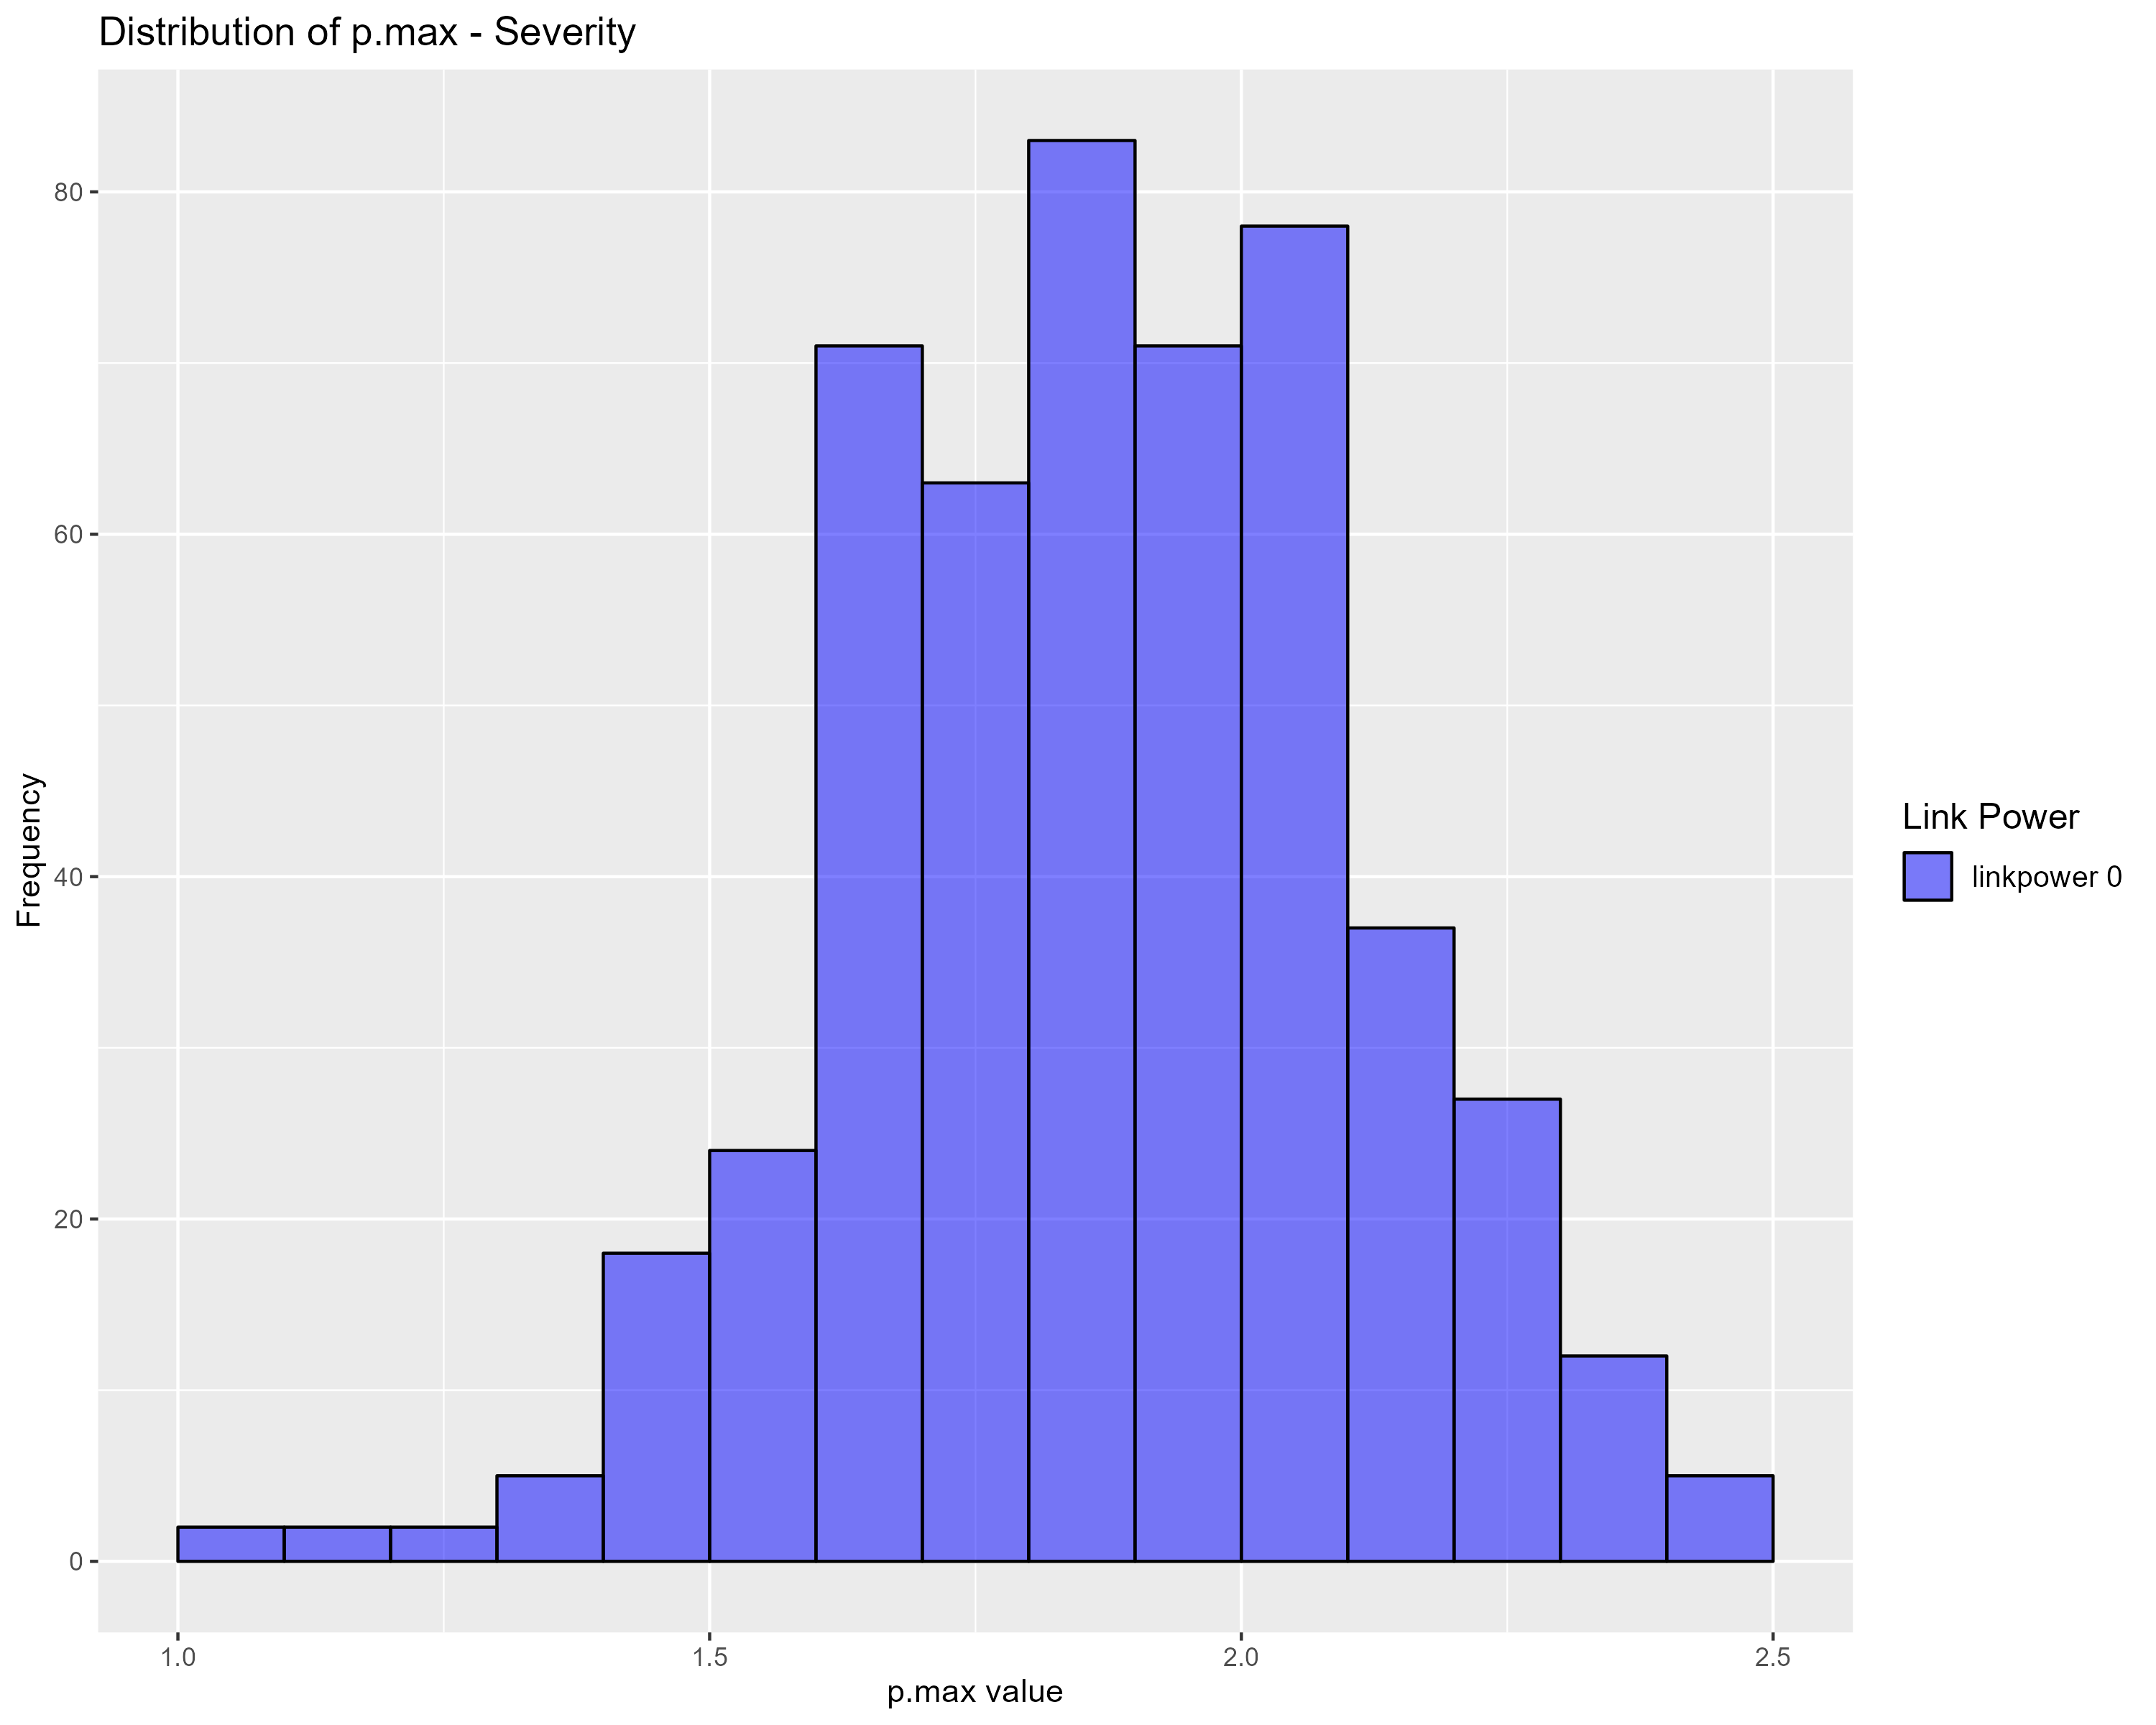 Distribution of p.max - Severity
80
60
40
20
0
Frequency
1.0
1.5
2.0
2.5
p.max value
Link Power
linkpower 0